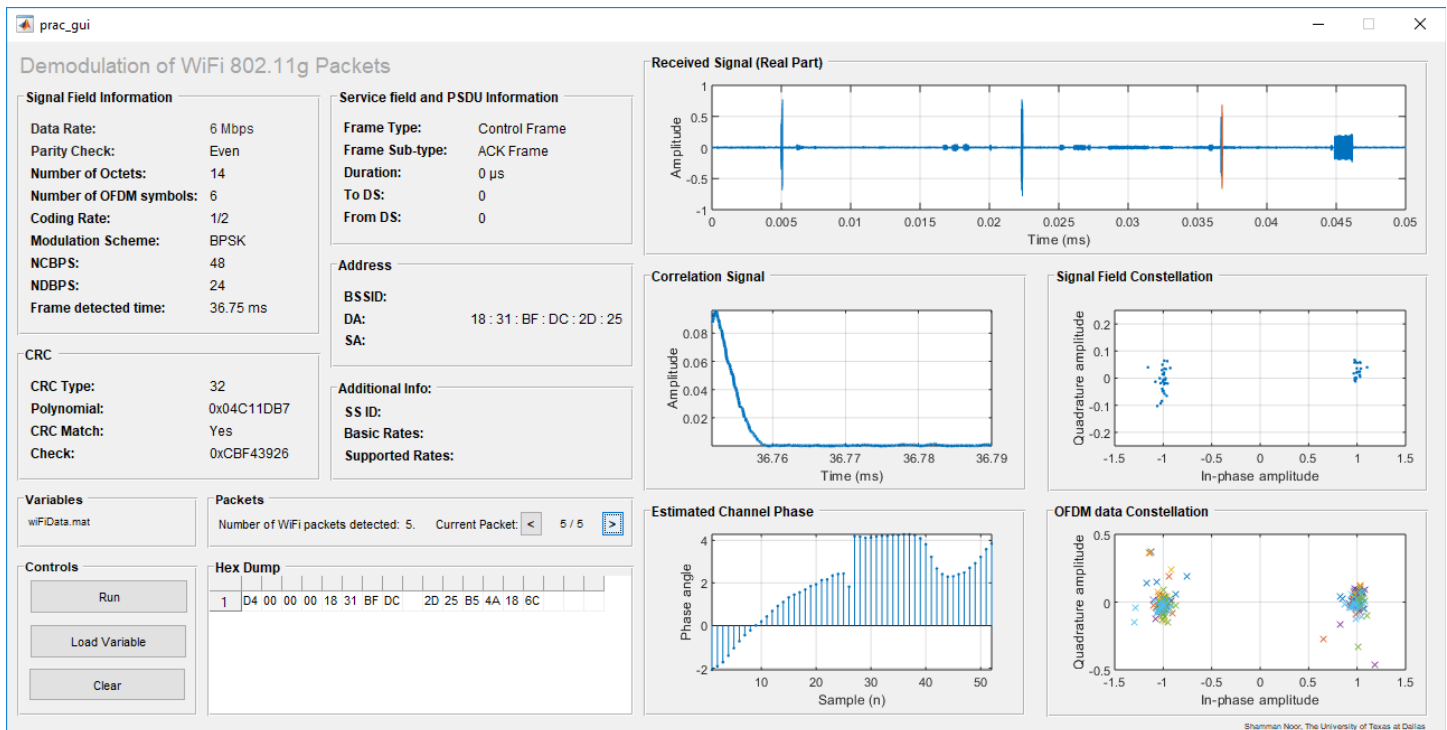 prac_gui
Demodulation of WiFi 802.11g Packets
Signal Field Information
Data Rate: 6 Mbps
Parity Check: Even
Number of Octets: 14
Number of OFDM symbols: 6
Coding Rate: 1/2
Modulation Scheme: BPSK
NCBPS: 48
NDBPS: 24
Frame detected time: 36.75 ms
CRC
CRC Type: 32
Polynomial: 0x04C11DB7
CRC Match: Yes
Check: 0xCBF43926
Variables
wiFiData.mat
Controls
Run
Load Variable
Clear
Service field and PSDU Information
Frame Type: Control Frame
Frame Sub-type: ACK Frame
Duration: 0 µs
To DS: 0
From DS: 0
Address
BSSID:
DA: 18 : 31 : BF : DC : 2D : 25
SA:
Additional Info:
SS ID:
Basic Rates:
Supported Rates:
Packets
Number of WiFi packets detected: 5. Current Packet: < 5 / 5 >
Hex Dump
1 D4 00 00 00 18 31 BF DC 2D 25 B5 4A 18 6C
Received Signal (Real Part)
Amplitude
1
0.5
0
-0.5
-1
0 0.005 0.01 0.015 0.02 0.025 0.03 0.035 0.04 0.045 0.05
Time (ms)
Correlation Signal
Amplitude
0.08
0.06
0.04
0.02
36.76 36.77 36.78 36.79
Time (ms)
Signal Field Constellation
Quadrature amplitude
0.2
0.1
0
-0.1
-0.2
-1.5 -1 -0.5 0 0.5 1 1.5
In-phase amplitude
Estimated Channel Phase
Phase angle
4
2
0
-2
10 20 30 40 50
Sample (n)
OFDM data Constellation
Quadrature amplitude
0.5
0
-0.5
-1.5 -1 -0.5 0 0.5 1 1.5
In-phase amplitude
Shamman Noor, The University of Texas at Dallas